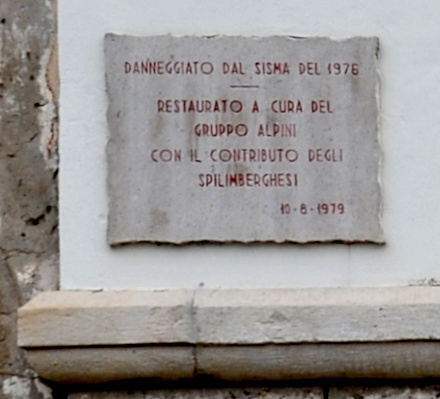 DANNEGGIATO DAL SISMA DEL 1976
RESTAURATO A CURA DEL
GRUPPO ALPINI
CON IL CONTRIBUTO DEGLI
SPILIMBERGHESI
10-8-1979